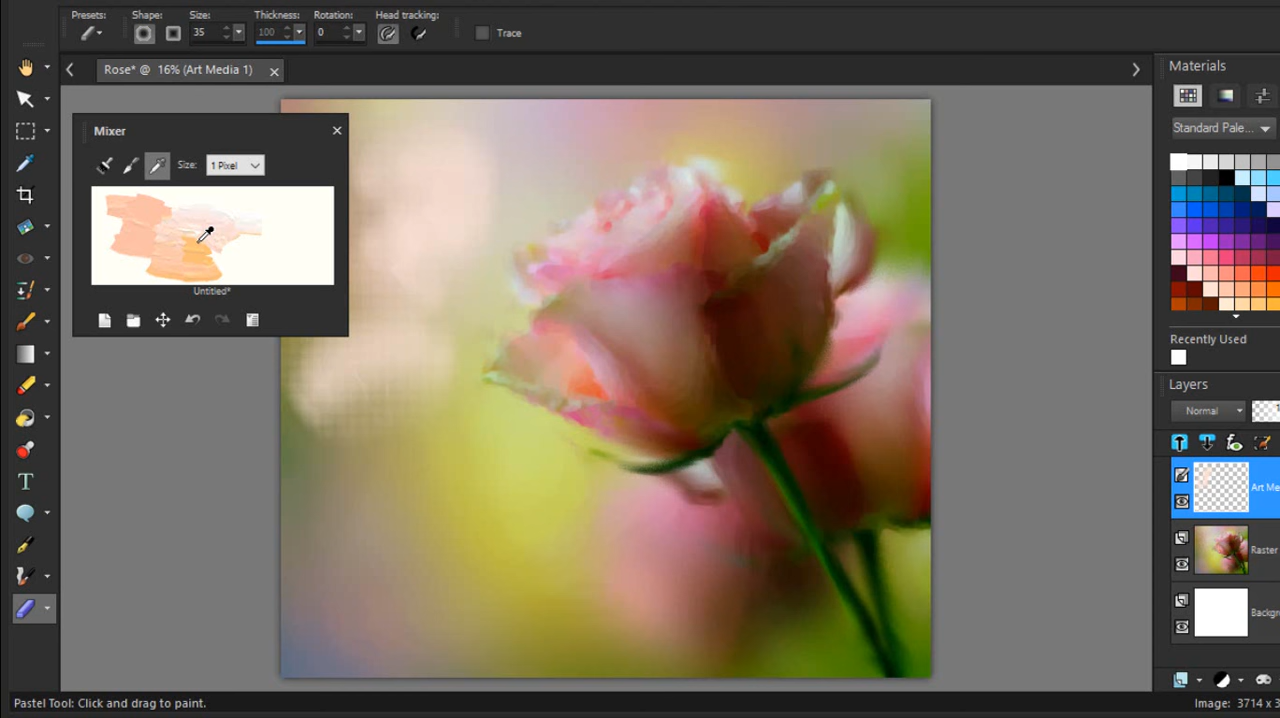 Presets:
Shape:
Size:
Thickness:
Rotation:
Head tracking:
35
100
0
Trace
Rose* @ 16% (Art Media 1)
Materials
Mixer
Size:
1 Pixel
Standard Pale...
Untitled*
Recently Used
Layers
Normal
Art Me
Raster
Backgr
T
Pastel Tool: Click and drag to paint.
Image: 3714 x 3